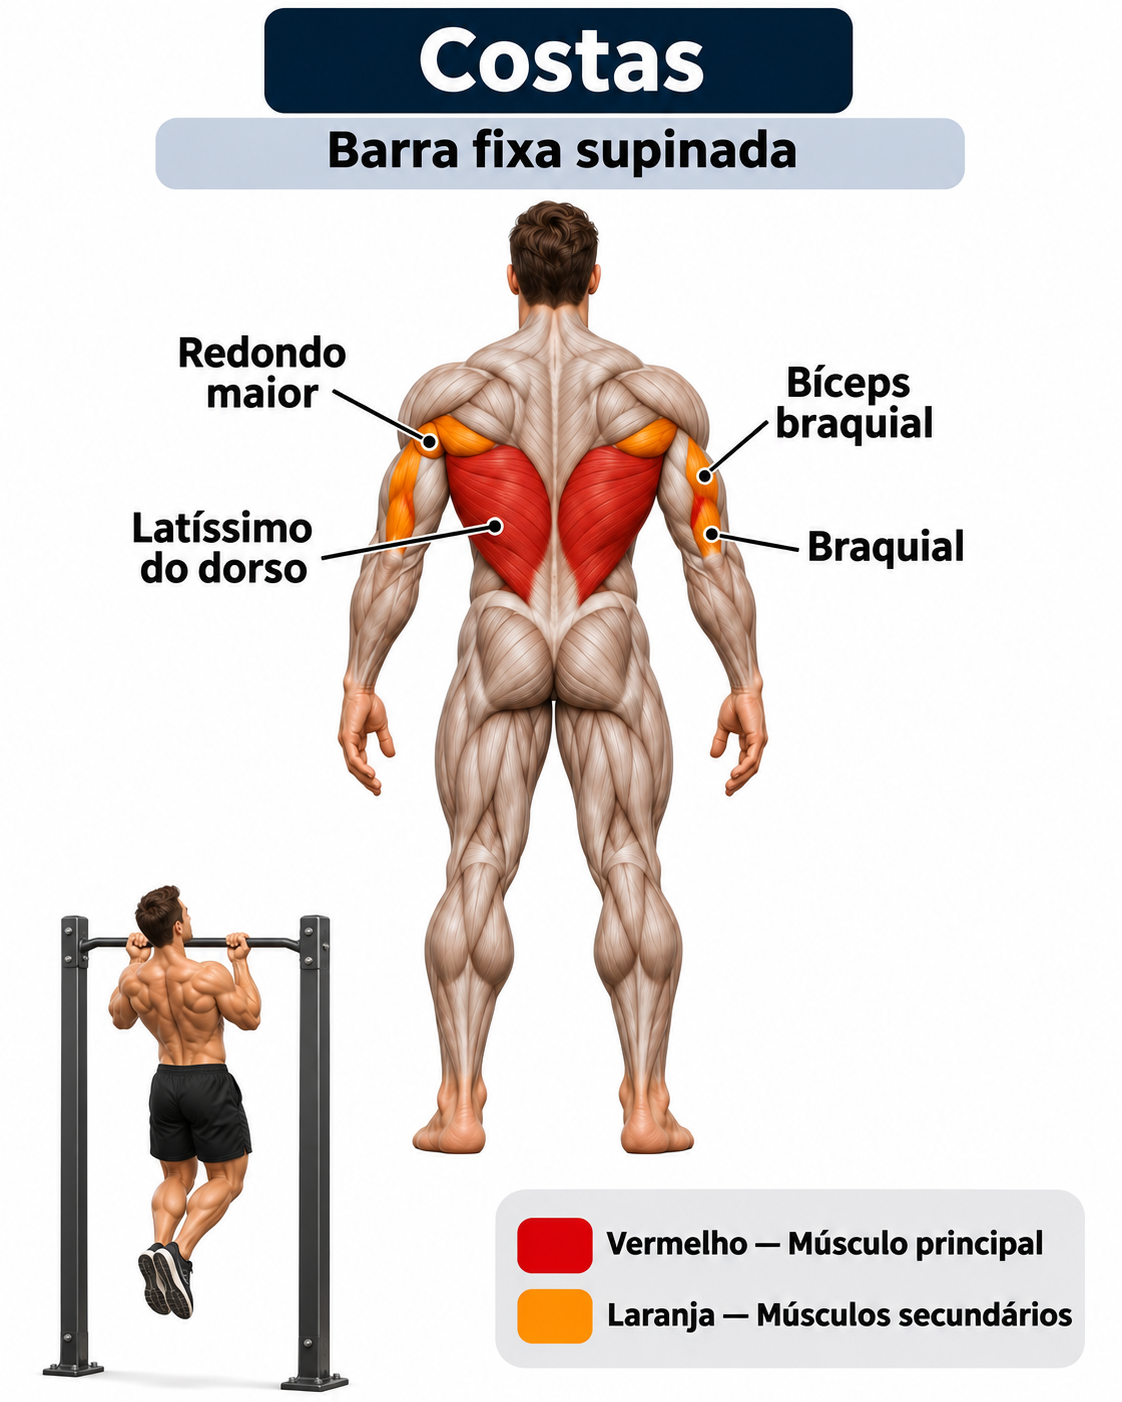 Costas
Barra fixa supinada
Redondo
maior
Bíceps
braquial
Latíssimo
do dorso
Braquial
Vermelho — Músculo principal
Laranja — Músculos secundários